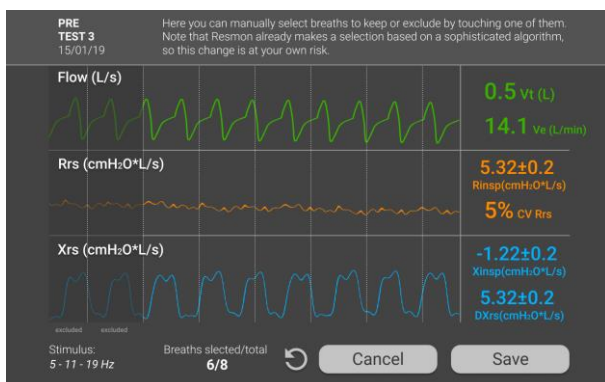 PRE
TEST 3
15/01/19
Here you can manually select breaths to keep or exclude by touching one of them.
Note that Resmon already makes a selection based on a sophisticated algorithm,
so this change is at your own risk.
Flow (L/s)
0.5 Vt (L)
14.1 Ve (L/min)
Rrs (cmH₂O*L/s)
5.32±0.2
Rinsp(cmH₂O*L/s)
5% CV Rrs
Xrs (cmH₂O*L/s)
-1.22±0.2
Xinsp(cmH₂O*L/s)
5.32±0.2
DXrs(cmH₂O*L/s)
excluded excluded
Stimulus:
5 - 11 - 19 Hz
Breaths slected/total
6/8
Cancel
Save